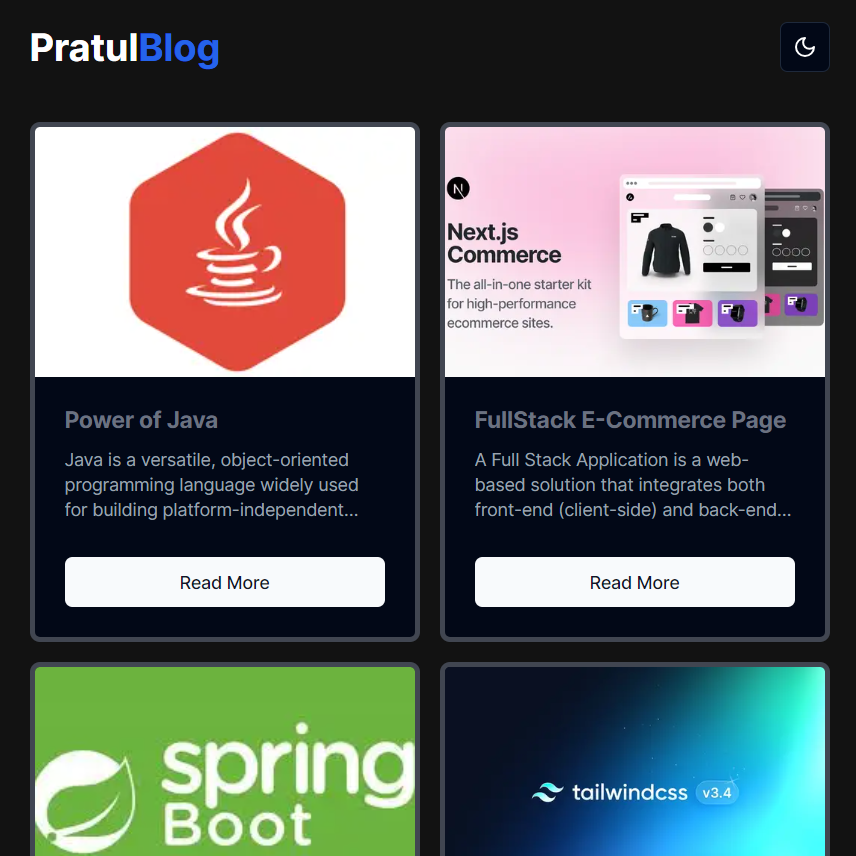 PratulBlog
Next.js
Commerce
The all-in-one starter kit
for high-performance
ecommerce sites.
Power of Java
Java is a versatile, object-oriented
programming language widely used
for building platform-independent...
Read More
FullStack E-Commerce Page
A Full Stack Application is a web-
based solution that integrates both
front-end (client-side) and back-end...
Read More
spring
Boot
tailwindcss v3.4